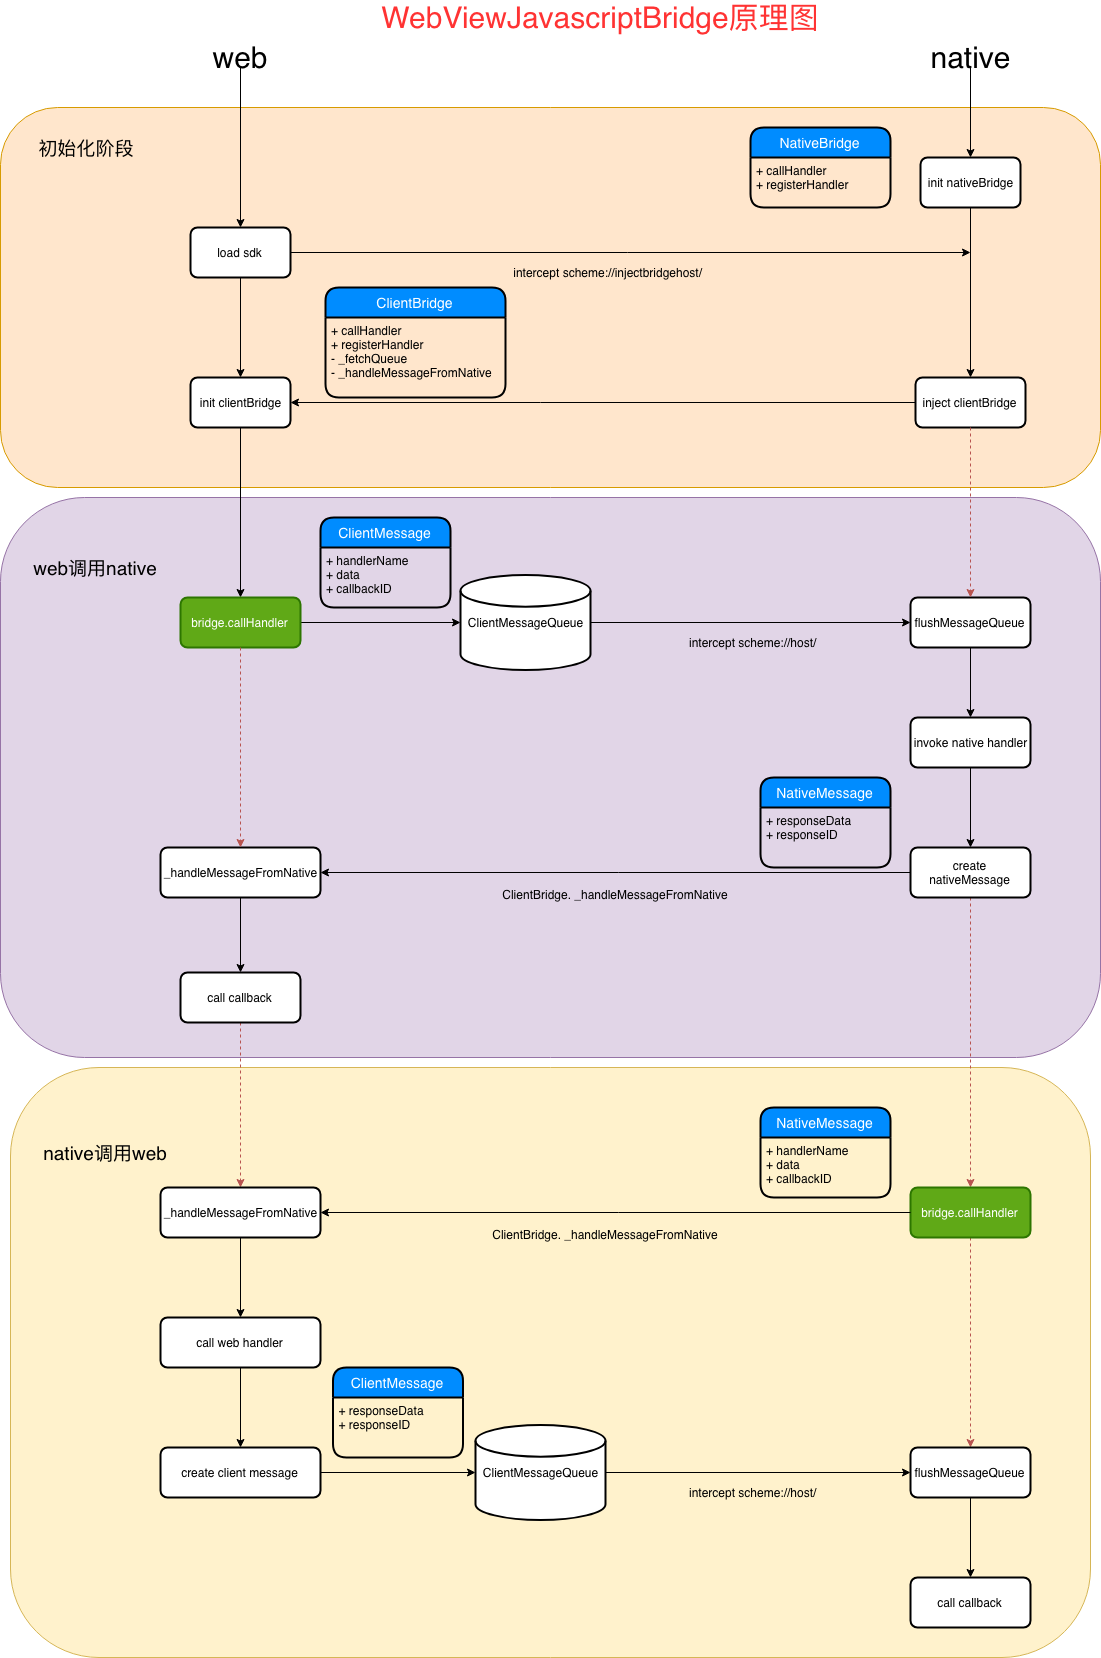 WebViewJavascriptBridge原理图
web
native
初始化阶段
NativeBridge
+ callHandler
+ registerHandler
init nativeBridge
load sdk
intercept scheme://injectbridgehost/
ClientBridge
+ callHandler
+ registerHandler
- _fetchQueue
- _handleMessageFromNative
init clientBridge
inject clientBridge
web调用native
ClientMessage
+ handlerName
+ data
+ callbackID
bridge.callHandler
ClientMessageQueue
intercept scheme://host/
flushMessageQueue
invoke native handler
NativeMessage
+ responseData
+ responseID
_handleMessageFromNative
create
nativeMessage
ClientBridge. _handleMessageFromNative
call callback
native调用web
NativeMessage
+ handlerName
+ data
+ callbackID
_handleMessageFromNative
bridge.callHandler
ClientBridge. _handleMessageFromNative
call web handler
ClientMessage
+ responseData
+ responseID
create client message
ClientMessageQueue
intercept scheme://host/
flushMessageQueue
call callback